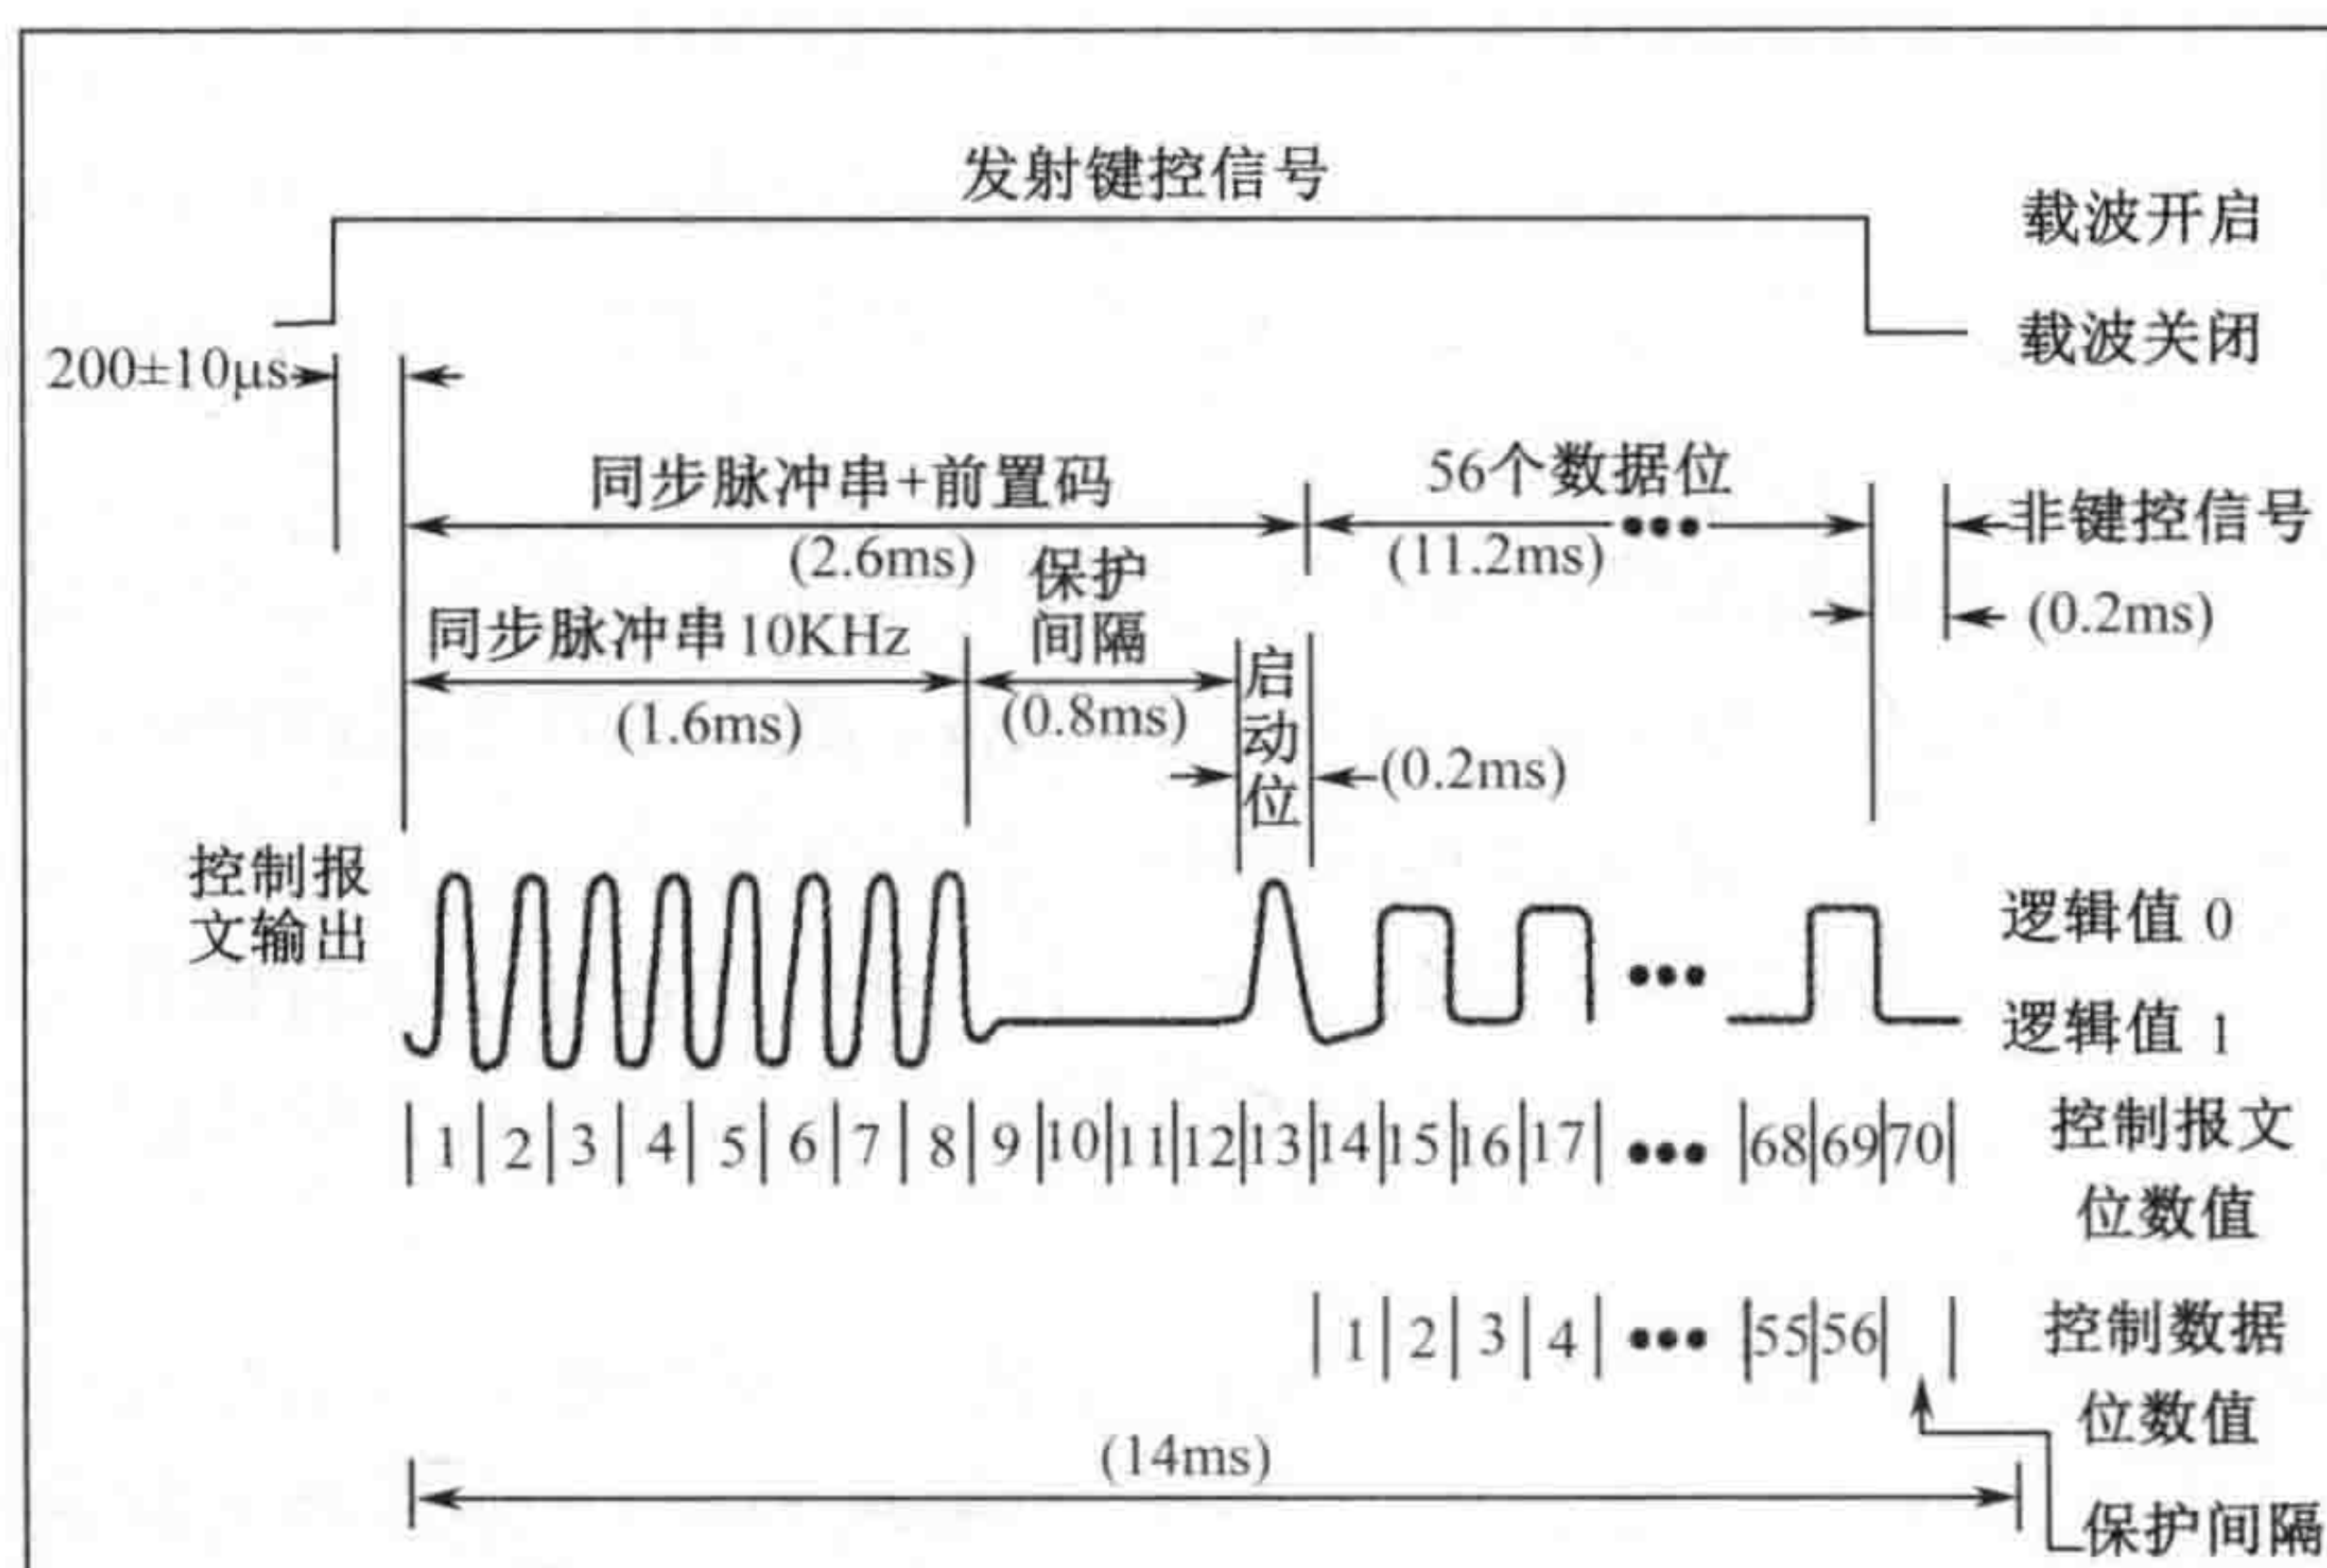 发射键控信号
载波开启
载波关闭
200±10μs
同步脉冲串+前置码
(2.6ms)
56个数据位
(11.2ms)
非键控信号
(0.2ms)
同步脉冲串10KHz
(1.6ms)
保护
间隔
(0.8ms)
启
动
位
(0.2ms)
控制报
文输出
逻辑值 0
逻辑值 1
1 2 3 4 5 6 7 8 9 10 11 12 13 14 15 16 17 ••• 68 69 70
控制报文
位数值
1 2 3 4 ••• 55 56
控制数据
位数值
(14ms)
保护间隔